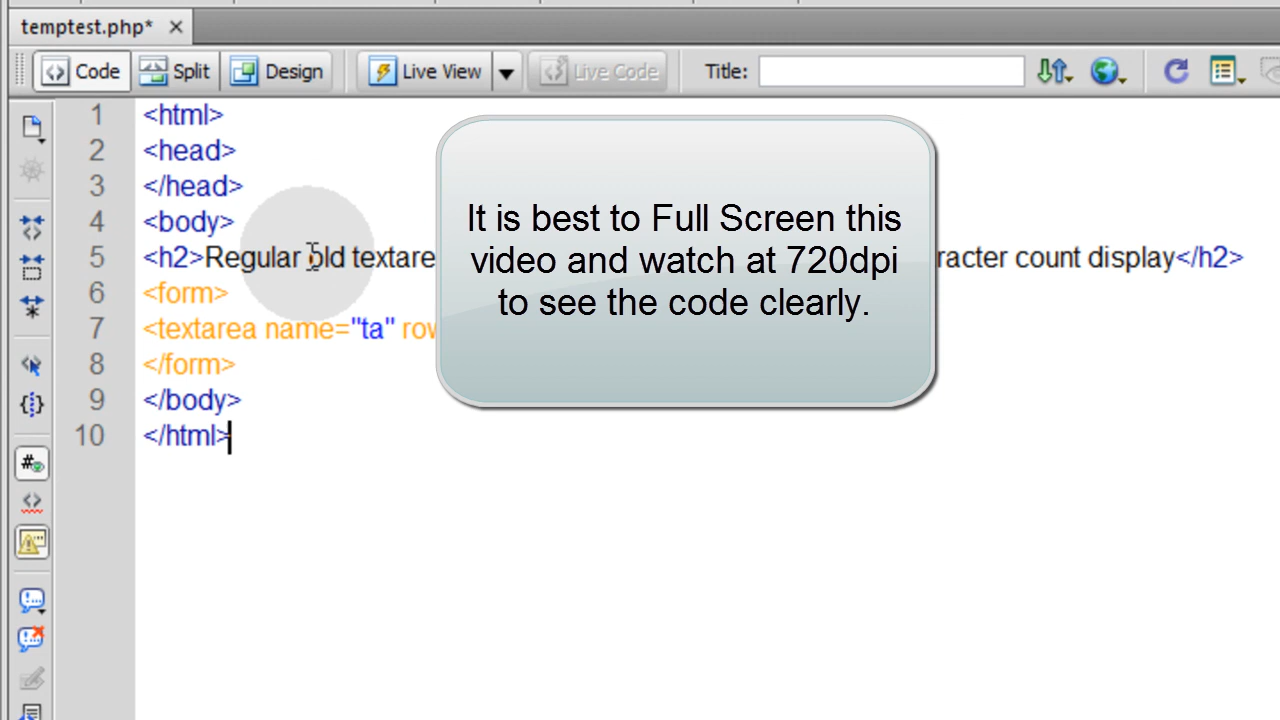 temptest.php*
Code Split Design Live View Live Code Title:
1 <html>
2 <head>
3 </head>
4 <body>
5 <h2>Regular old textare racter count display</h2>
6 <form>
7 <textarea name="ta" row
8 </form>
9 </body>
10 </html>
It is best to Full Screen this
video and watch at 720dpi
to see the code clearly.